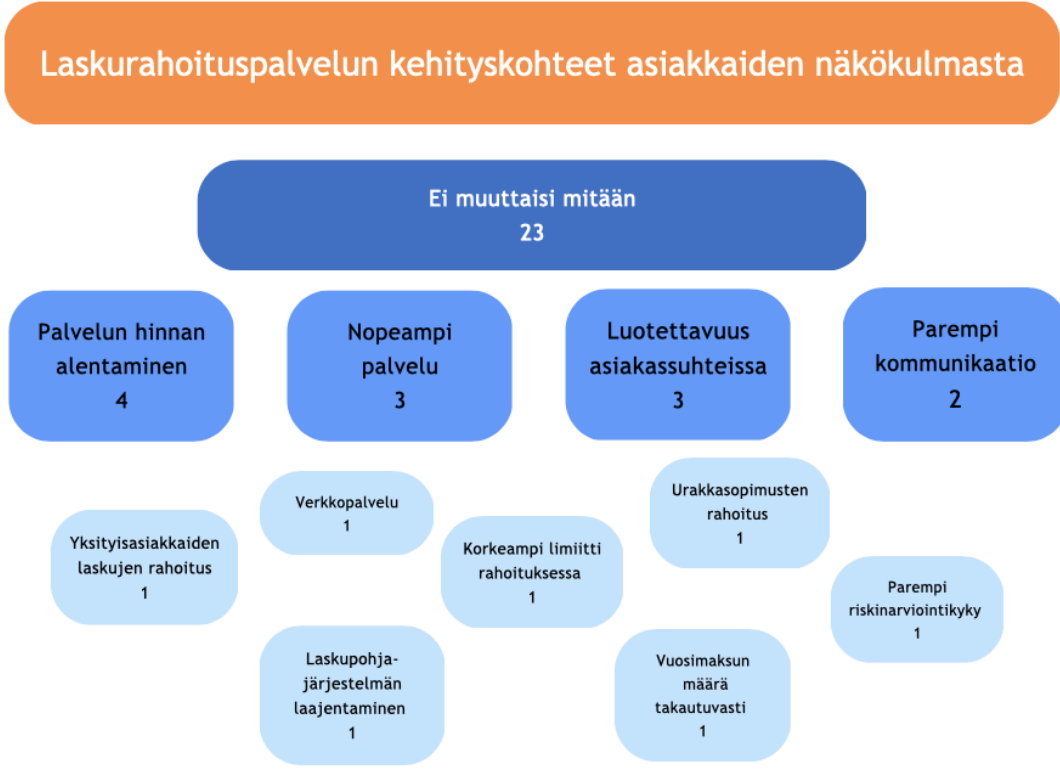 Laskurahoituspalvelun kehityskohteet asiakkaiden näkökulmasta
Ei muuttaisi mitään
23
Palvelun hinnan
alentaminen
4
Nopeampi
palvelu
3
Luotettavuus
asiakassuhteissa
3
Parempi
kommunikaatio
2
Yksityisasiakkaiden
laskujen rahoitus
1
Verkkopalvelu
1
Korkeampi limiitti
rahoituksessa
1
Urakkasopimusten
rahoitus
1
Parempi
riskinarviointikyky
1
Laskupohja-
järjestelmän
laajentaminen
1
Vuosimaksun
määrä
takautuvasti
1